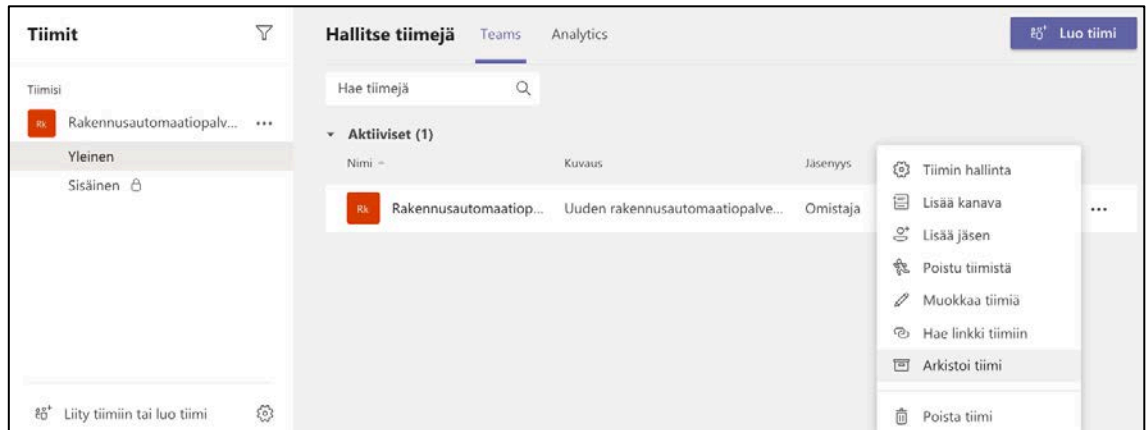 Tiimit
Tiimisi
Rk Rakennusautomaatiopalv... •••
Yleinen
Sisäinen
Liity tiimiin tai luo tiimi
Hallitse tiimejä Teams Analytics Luo tiimi
Hae tiimejä
Aktiiviset (1)
Nimi Kuvaus Jäsenyys
Rk Rakennusautomaatiop... Uuden rakennusautomaatiopalve... Omistaja •••
Tiimin hallinta
Lisää kanava
Lisää jäsen
Poistu tiimistä
Muokkaa tiimiä
Hae linkki tiimiin
Arkistoi tiimi
Poista tiimi